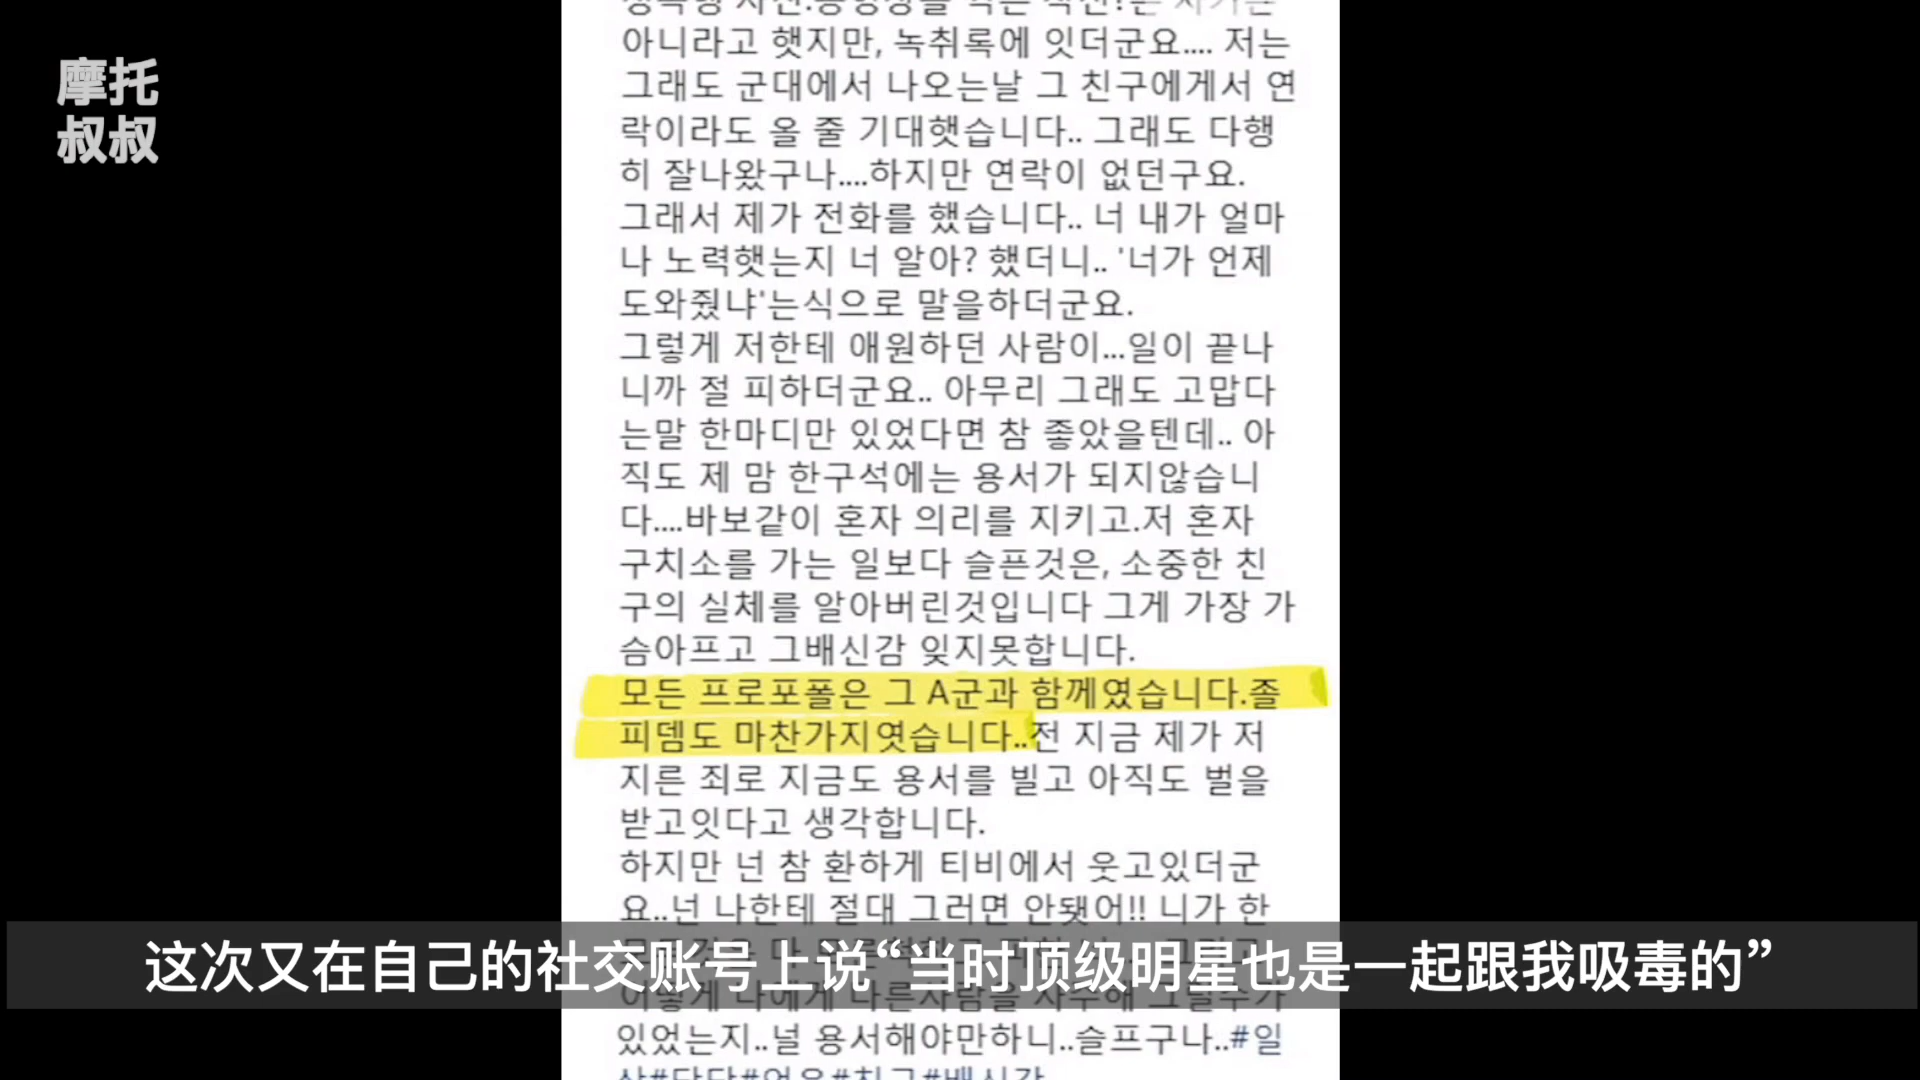 摩托
叔叔
아니라고 햇지만, 녹취록에 잇더군요.... 저는
그래도 군대에서 나오는날 그 친구에게서 연
락이라도 올 줄 기대햇습니다.. 그래도 다행
히 잘나왔구나....하지만 연락이 없던구요.
그래서 제가 전화를 했습니다.. 너 내가 얼마
나 노력햇는지 너 알아? 했더니.. '너가 언제
도와줬냐'는식으로 말을하더군요.
그렇게 저한테 애원하던 사람이...일이 끝나
니까 절 피하더군요.. 아무리 그래도 고맙다
는말 한마디만 있었다면 참 좋았을텐데.. 아
직도 제 맘 한구석에는 용서가 되지않습니
다....바보같이 혼자 의리를 지키고.저 혼자
구치소를 가는 일보다 슬픈것은, 소중한 친
구의 실체를 알아버린것입니다 그게 가장 가
슴아프고 그배신감 잊지못합니다.
모든 프로포폴은 그 A군과 함께였습니다.졸
피뎀도 마찬가지엿습니다..전 지금 제가 저
지른 죄로 지금도 용서를 빌고 아직도 벌을
받고잇다고 생각합니다.
하지만 넌 참 환하게 티비에서 웃고있더군
요..넌 나한테 절대 그러면 안됏어!! 니가 한
这次又在自己的社交账号上说“当时顶级明星也是一起跟我吸毒的”
어떻게 나에게 다른사람을 사주해 그럴수가
있었는지..널 용서해야만하니..슬프구나..#일